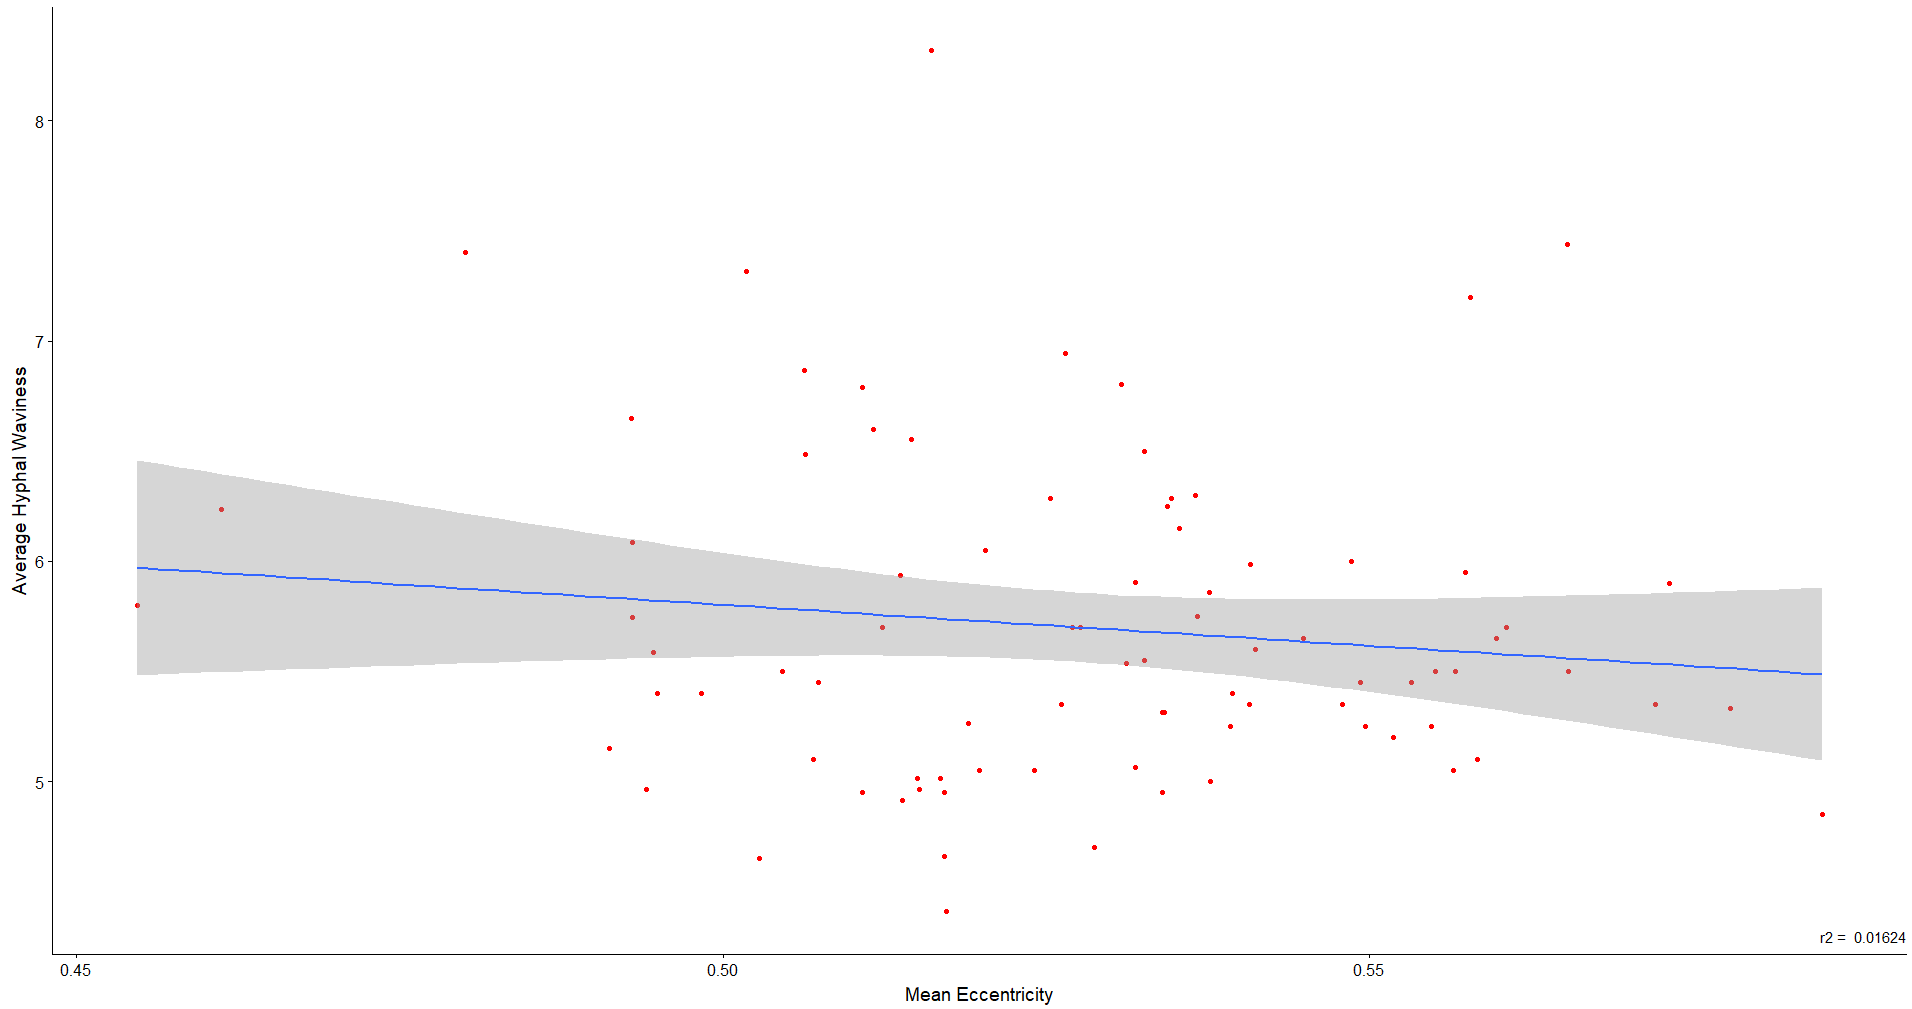 Average Hyphal Waviness
8
7
6
5
r2 = 0.01624
0.45 0.50 0.55
Mean Eccentricity